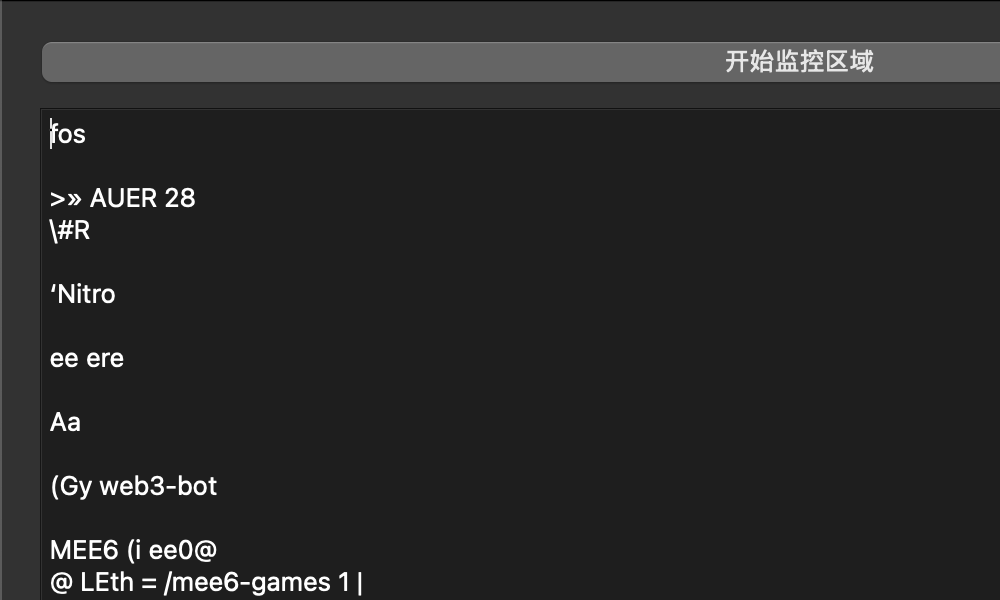 开始监控区域
fos
>» AUER 28
\#R
‘Nitro
ee ere
Aa
(Gy web3-bot
MEE6 (i ee0@
@ LEth = /mee6-games 1 |